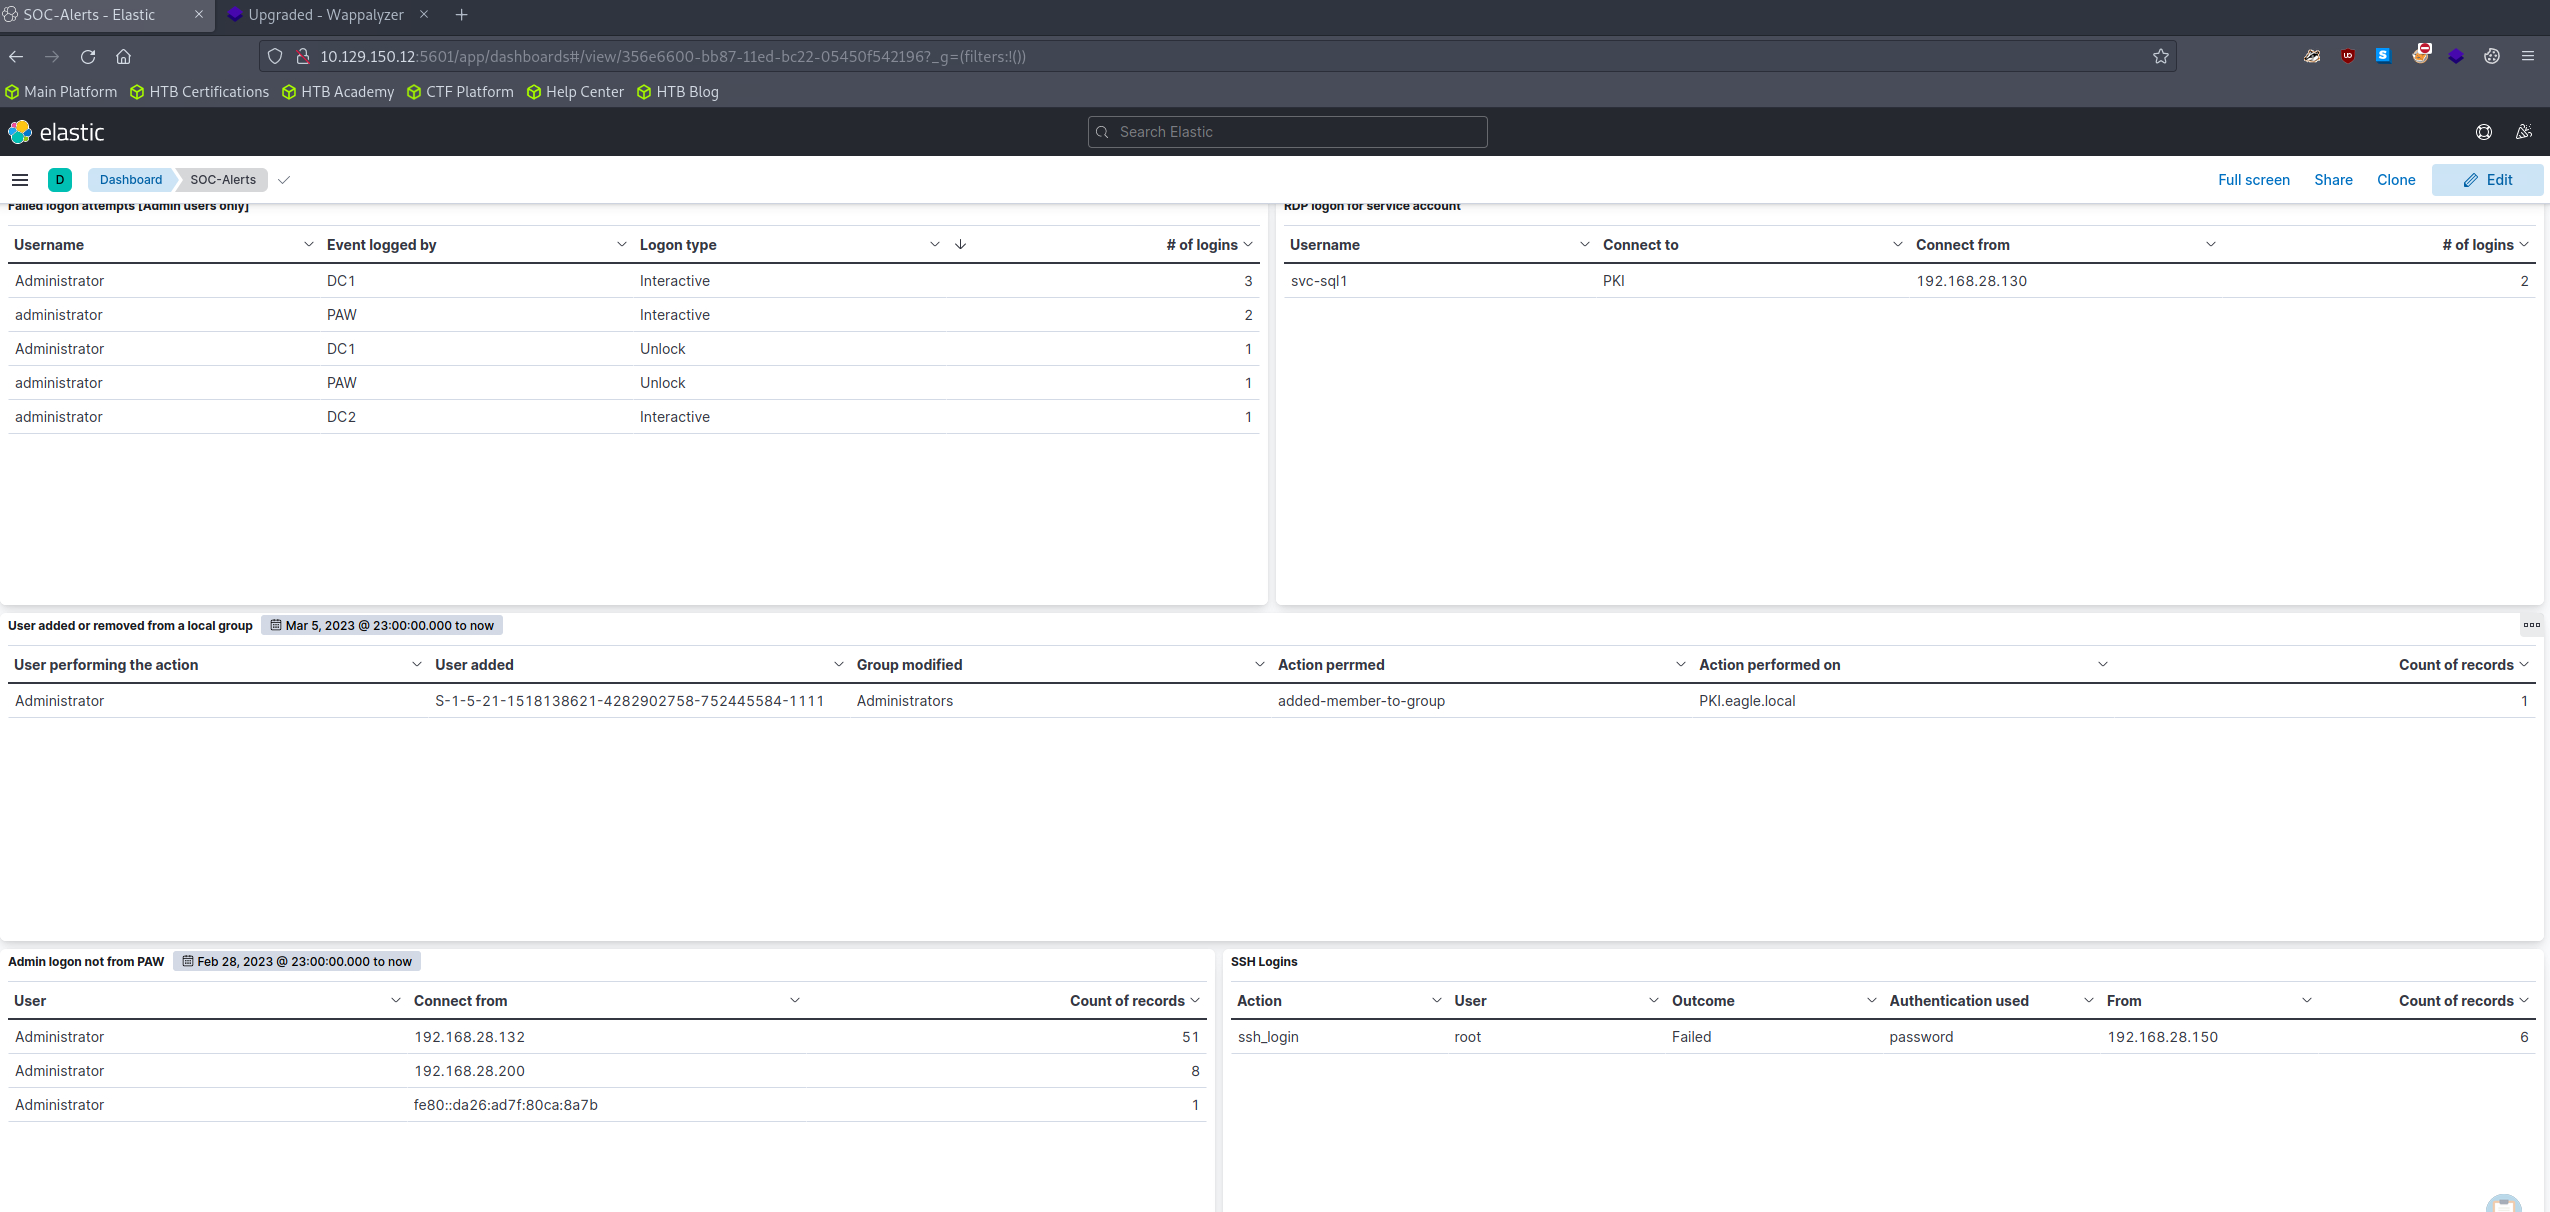 SOC-Alerts - Elastic
Upgraded - Wappalyzer
10.129.150.12:5601/app/dashboards#/view/356e6600-bb87-11ed-bc22-05450f542196?_g=(filters:!())
Main Platform HTB Certifications HTB Academy CTF Platform Help Center HTB Blog
elastic
Search Elastic
D
Dashboard
SOC-Alerts
Full screen Share Clone Edit
Failed logon attempts [Admin users only]
Username Event logged by Logon type # of logins
Administrator DC1 Interactive 3
administrator PAW Interactive 2
Administrator DC1 Unlock 1
administrator PAW Unlock 1
administrator DC2 Interactive 1
RDP logon for service account
Username Connect to Connect from # of logins
svc-sql1 PKI 192.168.28.130 2
User added or removed from a local group Mar 5, 2023 @ 23:00:00.000 to now
User performing the action User added Group modified Action perrmed Action performed on Count of records
Administrator S-1-5-21-1518138621-4282902758-752445584-1111 Administrators added-member-to-group PKI.eagle.local 1
Admin logon not from PAW Feb 28, 2023 @ 23:00:00.000 to now
User Connect from Count of records
Administrator 192.168.28.132 51
Administrator 192.168.28.200 8
Administrator fe80::da26:ad7f:80ca:8a7b 1
SSH Logins
Action User Outcome Authentication used From Count of records
ssh_login root Failed password 192.168.28.150 6